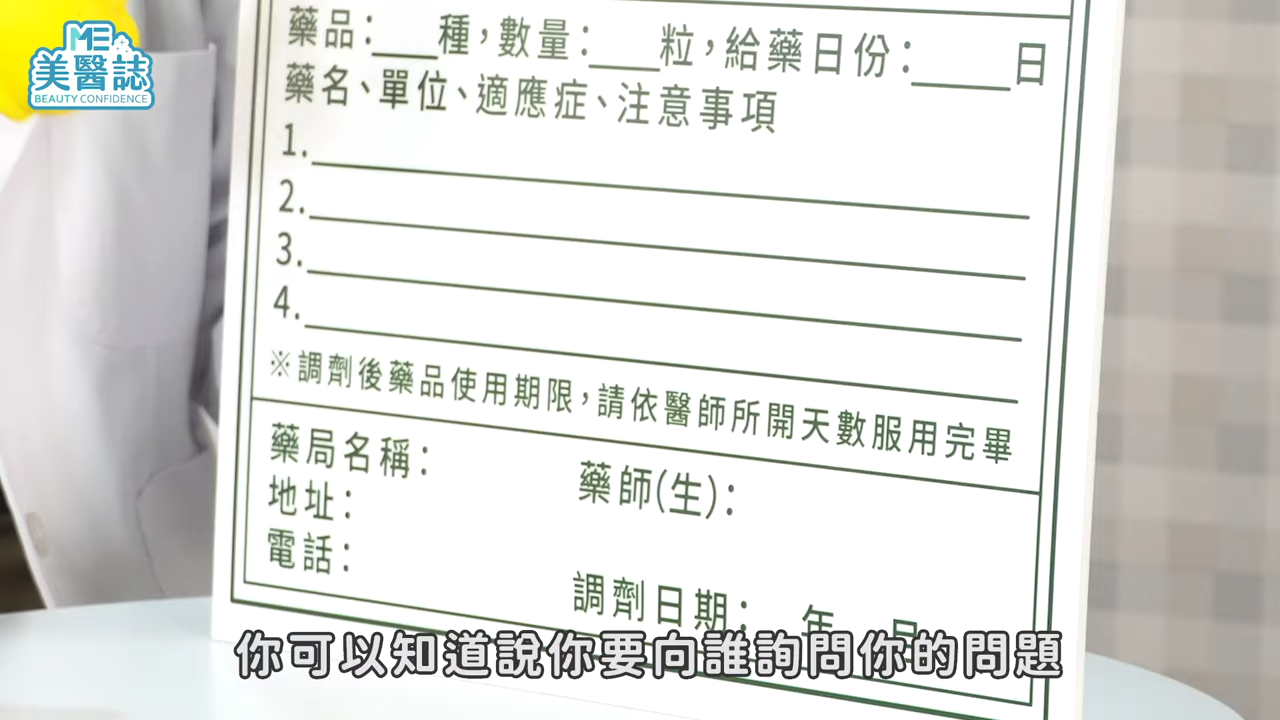 ME
美醫誌
BEAUTY CONFIDENCE
藥品：___種，數量：___粒，給藥日份：____日
藥名、單位、適應症、注意事項
1.
2.
3.
4.
※調劑後藥品使用期限，請依醫師所開天數服用完畢
藥局名稱：
藥師(生)：
地址：
電話：
調劑日期： 年 月
你可以知道說你要向誰詢問你的問題